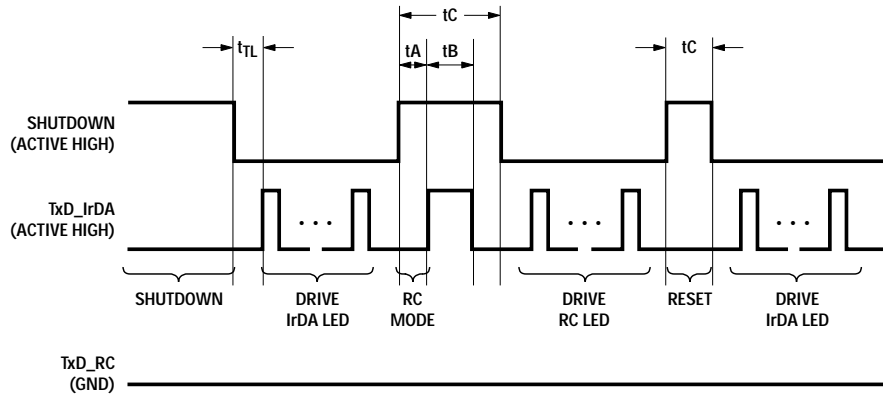 tC
tTL
tA
tB
tC
SHUTDOWN
(ACTIVE HIGH)
TxD_IrDA
(ACTIVE HIGH)
. . .
. . .
. . .
SHUTDOWN
DRIVE
IrDA LED
RC
MODE
DRIVE
RC LED
RESET
DRIVE
IrDA LED
TxD_RC
(GND)